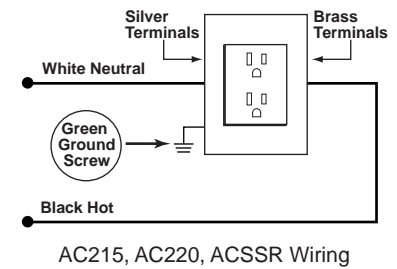 Silver
Terminals
Brass
Terminals
White Neutral
Green
Ground
Screw
Black Hot
AC215, AC220, ACSSR Wiring